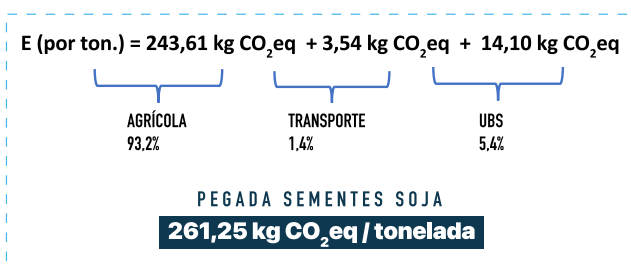 E (por ton.) = 243,61 kg CO₂eq + 3,54 kg CO₂eq + 14,10 kg CO₂eq
AGRÍCOLA TRANSPORTE UBS
93,2% 1,4% 5,4%
PEGADA SEMENTES SOJA
261,25 kg CO₂eq / tonelada